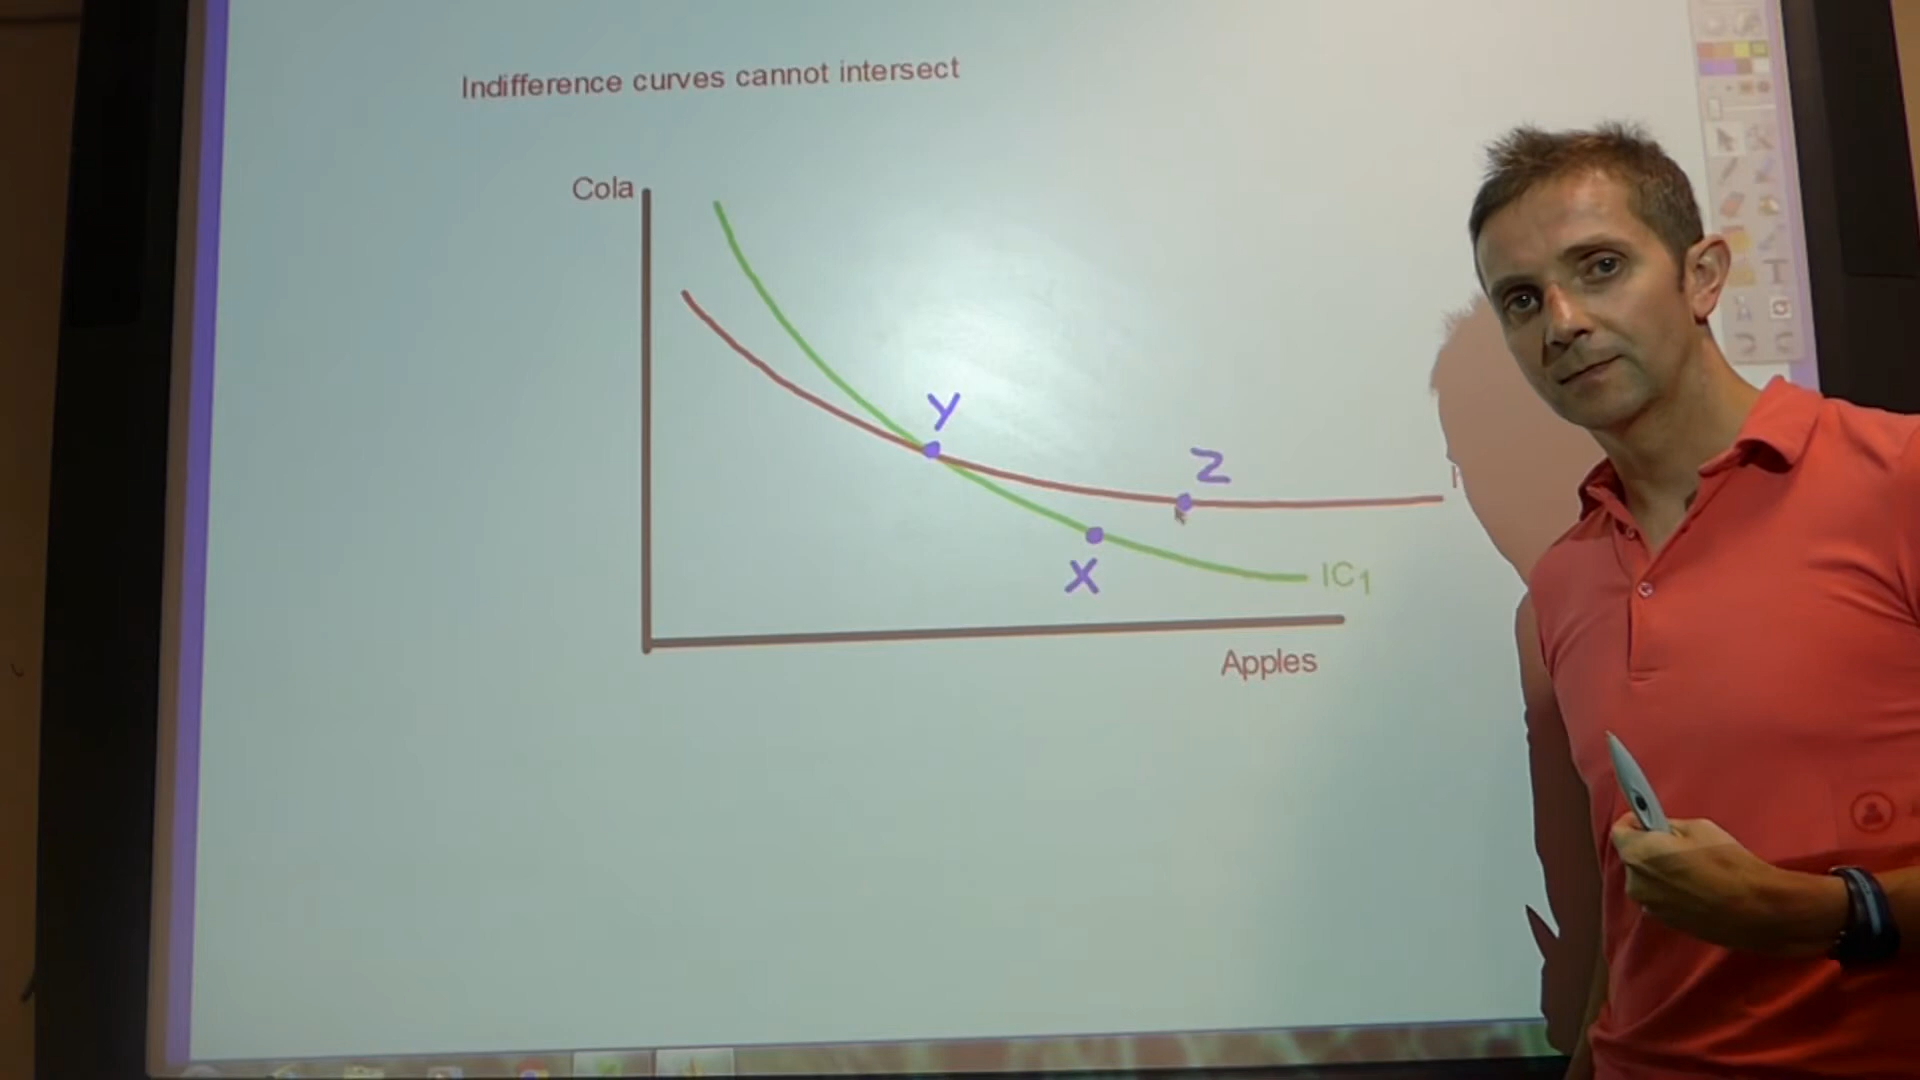 Indifference curves cannot intersect
Cola
Y
Z
X
IC1
Apples